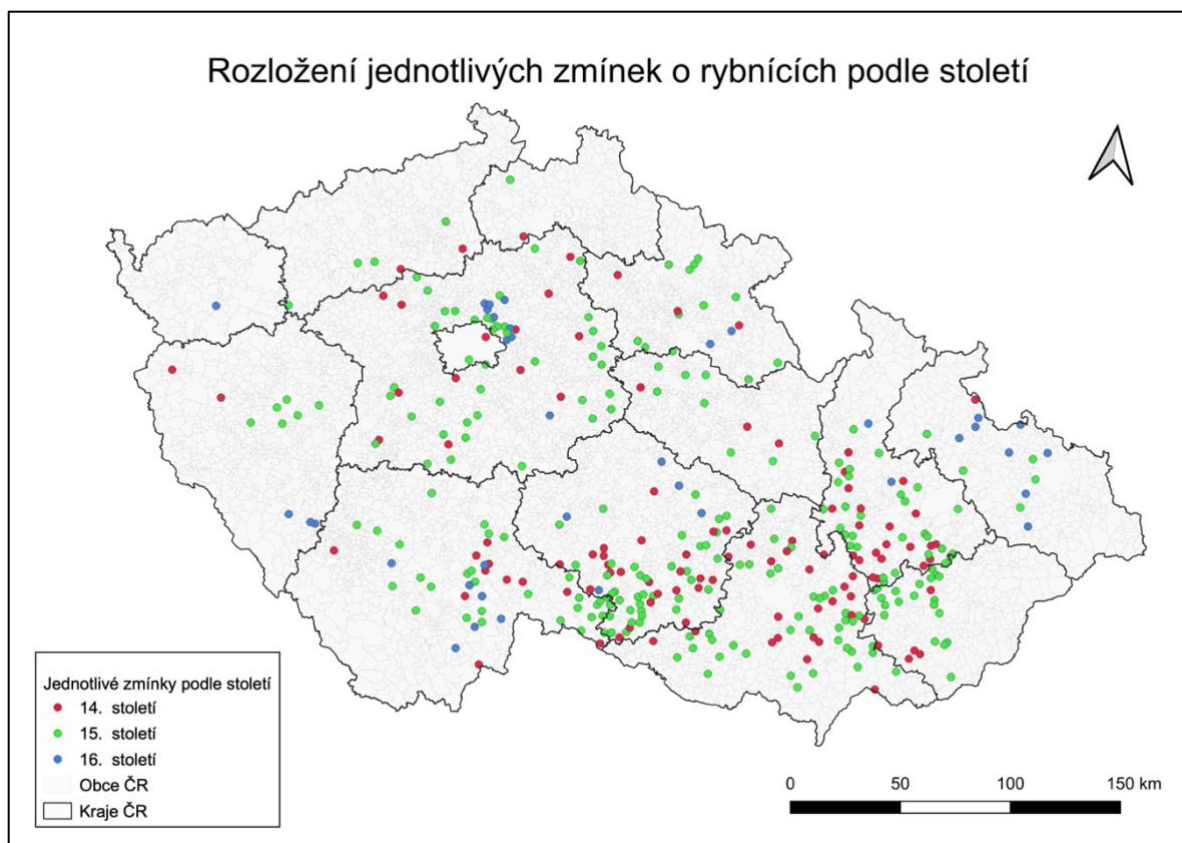 Rozložení jednotlivých zmínek o rybnících podle století
Jednotlivé zmínky podle století
14. století
15. století
16. století
Obce ČR
Kraje ČR
0 50 100 150 km